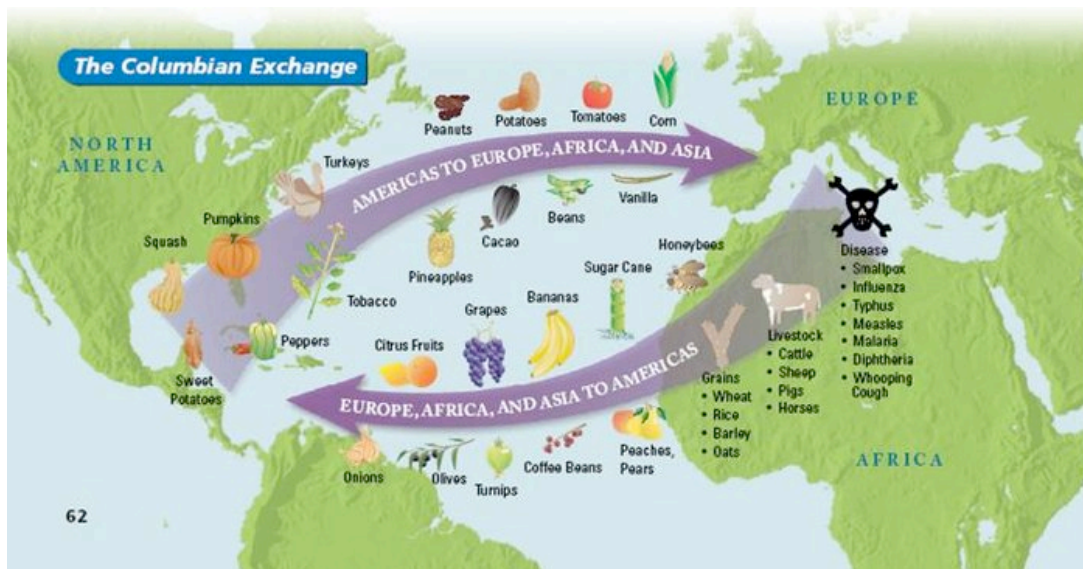 The Columbian Exchange
NORTH
AMERICA
EUROPE
Peanuts
Potatoes
Tomatoes
Corn
Turkeys
AMERICAS TO EUROPE, AFRICA, AND ASIA
Pumpkins
Squash
Pineapples
Cacao
Beans
Vanilla
Tobacco
Peppers
Sweet
Potatoes
Honeybees
Sugar Cane
Bananas
Grapes
Citrus Fruits
Disease
• Smallpox
• Influenza
• Typhus
• Measles
• Malaria
• Diphtheria
• Whooping
Cough
Livestock
• Cattle
• Sheep
• Pigs
• Horses
Grains
• Wheat
• Rice
• Barley
• Oats
EUROPE, AFRICA, AND ASIA TO AMERICAS
Onions
Olives
Turnips
Coffee Beans
Peaches,
Pears
AFRICA
62